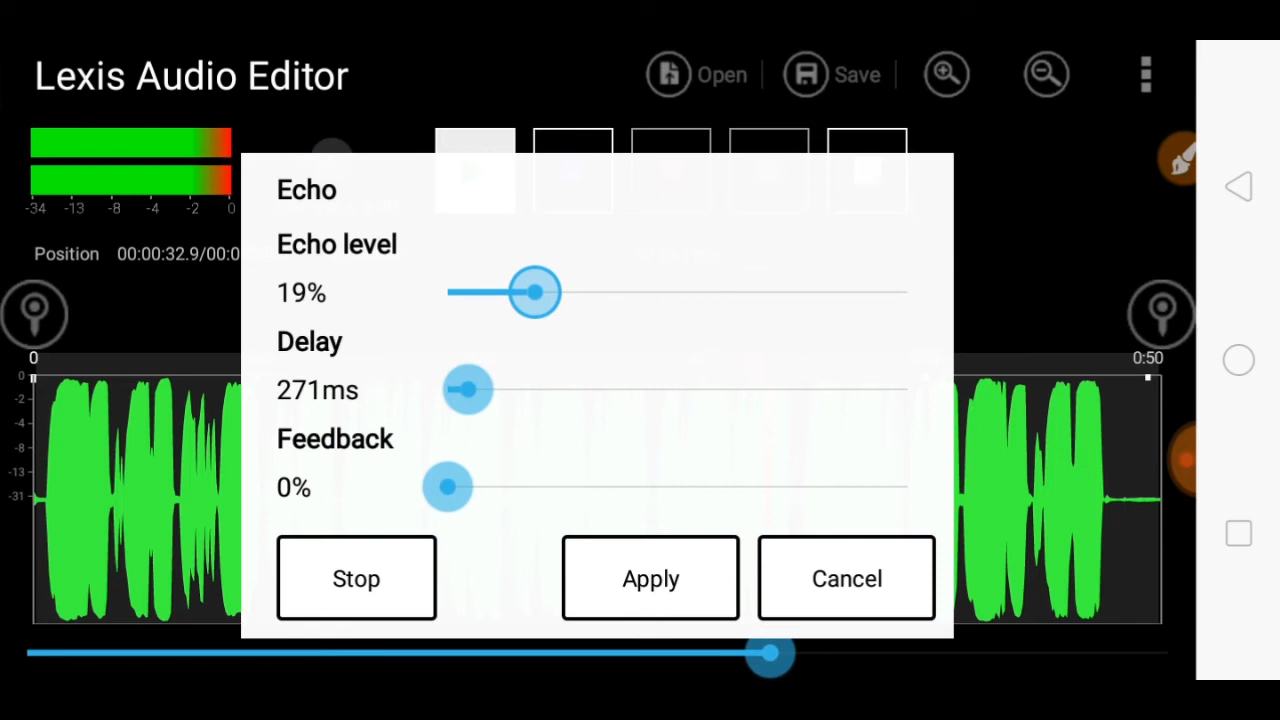 Lexis Audio Editor
Open
Save
-34 -13 -8 -4 -2 0
Position 00:00:32.9/00:0
Echo
Echo level
19%
Delay
271ms
Feedback
0%
Stop
Apply
Cancel
0
0:50
0
-2
-4
-8
-13
-31